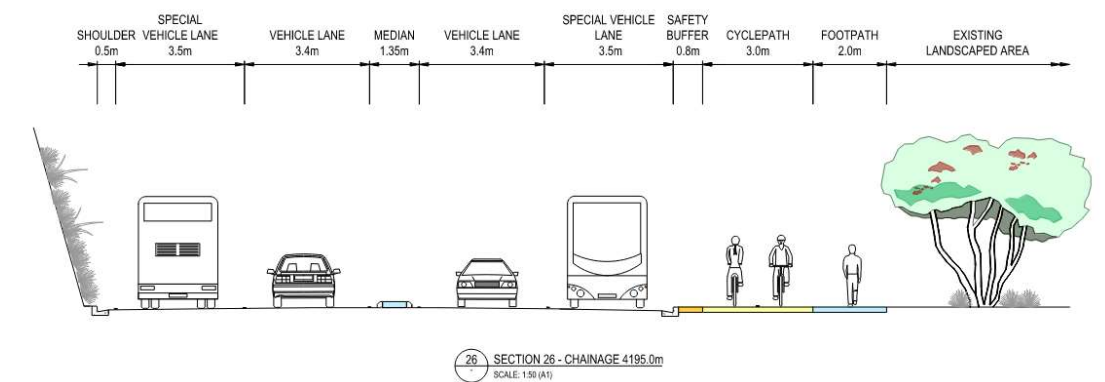 SHOULDER
0.5m
SPECIAL
VEHICLE LANE
3.5m
VEHICLE LANE
3.4m
MEDIAN
1.35m
VEHICLE LANE
3.4m
SPECIAL VEHICLE
LANE
3.5m
SAFETY
BUFFER
0.8m
CYCLEPATH
3.0m
FOOTPATH
2.0m
EXISTING
LANDSCAPED AREA
26
-
SECTION 26 - CHAINAGE 4195.0m
SCALE: 1:50 (A1)